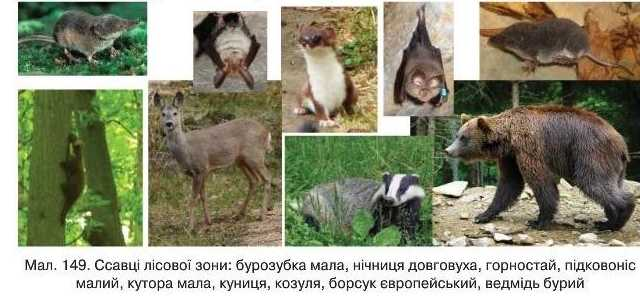 Мал. 149. Ссавці лісової зони: бурозубка мала, нічниця довговуха, горностай, підковоніс
малий, кутора мала, куниця, козуля, борсук європейський, ведмідь бурий